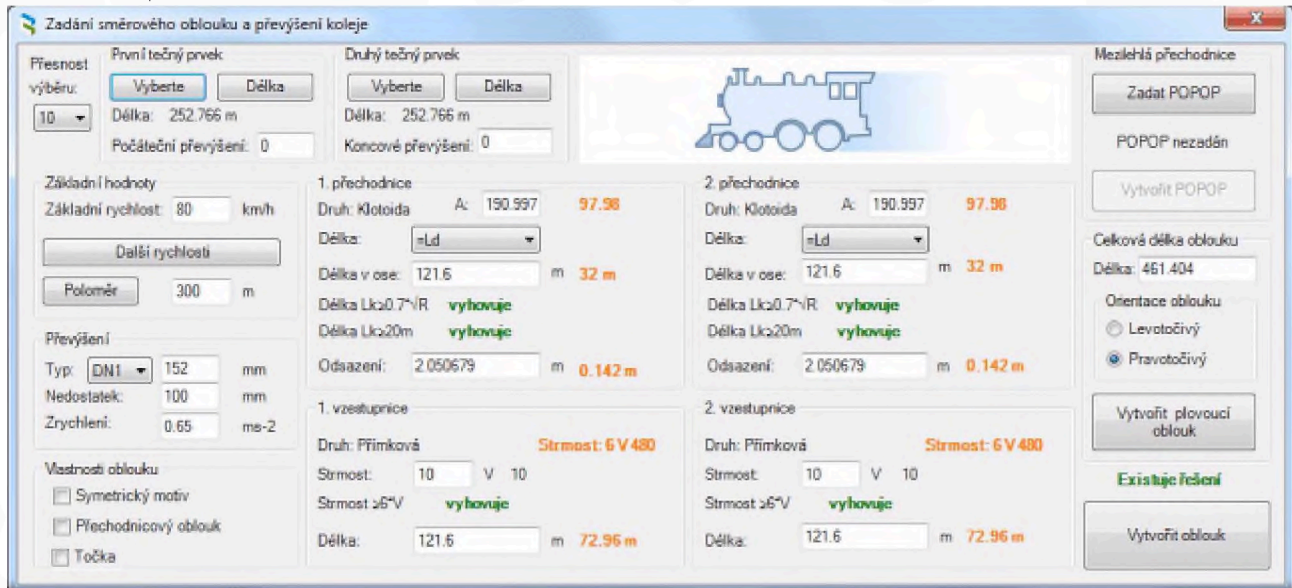 Zadání směrového oblouku a převýšení koleje
X
Přesnost
výběru:
10
První tečný prvek
Vyberte Délka
Délka: 252.766 m
Počáteční převýšení: 0
Druhý tečný prvek
Vyberte Délka
Délka: 252.766 m
Koncové převýšení: 0
Mezilehlá přechodnice
Zadat POPOP
POPOP nezadán
Vytvořit POPOP
Základní hodnoty
Základní rychlost: 80 km/h
Další rychlosti
Poloměr 300 m
Převýšení
Typ: DN1 152 mm
Nedostatek: 100 mm
Zrychlení: 0.65 ms-2
Vlastnosti oblouku
Symetrický motiv
Přechodnicový oblouk
Točka
1. přechodnice
Druh: Klotoida A: 190.997 97.98
Délka: =Ld
Délka v ose: 121.6 m 32 m
Délka Lk≥0.7*√R vyhovuje
Délka Lk≥20m vyhovuje
Odsazení: 2.050679 m 0.142 m
1. vzestupnice
Druh: Přímková Strmost: 6 V 480
Strmost: 10 V 10
Strmost ≥6*V vyhovuje
Délka: 121.6 m 72.96 m
2. přechodnice
Druh: Klotoida A: 190.997 97.98
Délka: =Ld
Délka v ose: 121.6 m 32 m
Délka Lk≥0.7*√R vyhovuje
Délka Lk≥20m vyhovuje
Odsazení: 2.050679 m 0.142 m
2. vzestupnice
Druh: Přímková Strmost: 6 V 480
Strmost: 10 V 10
Strmost ≥6*V vyhovuje
Délka: 121.6 m 72.96 m
Celková délka oblouku
Délka: 461.404
Orientace oblouku
Levotočivý
Pravotočivý
Vytvořit plovoucí
oblouk
Existuje řešení
Vytvořit oblouk